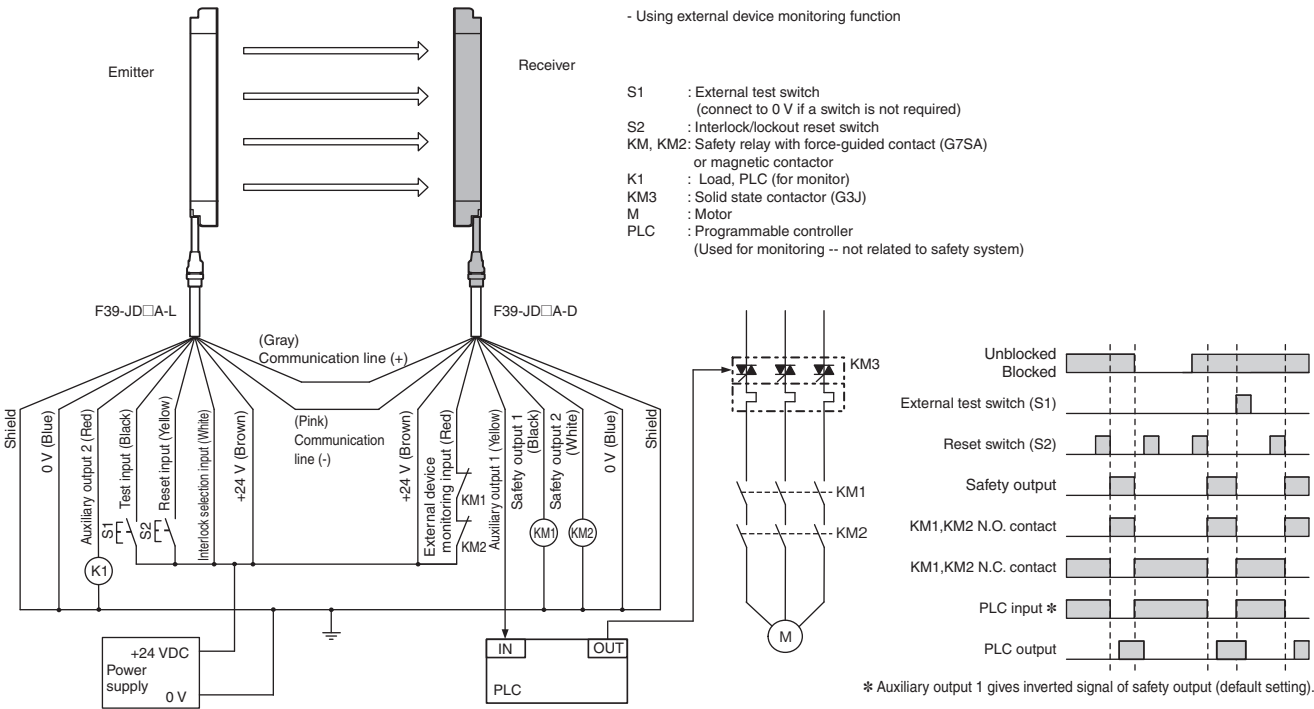 - Using external device monitoring function
Emitter
Receiver
S1 : External test switch
(connect to 0 V if a switch is not required)
S2 : Interlock/lockout reset switch
KM, KM2: Safety relay with force-guided contact (G7SA)
or magnetic contactor
K1 : Load, PLC (for monitor)
KM3 : Solid state contactor (G3J)
M : Motor
PLC : Programmable controller
(Used for monitoring -- not related to safety system)
F39-JD□A-L
F39-JD□A-D
(Gray)
Communication line (+)
(Pink)
Communication
line (-)
Shield
0 V (Blue)
Auxiliary output 2 (Red)
Test input (Black)
Reset input (Yellow)
Interlock selection input (White)
+24 V (Brown)
+24 V (Brown)
External device
monitoring input (Red)
Auxiliary output 1 (Yellow)
Safety output 1
(Black)
Safety output 2
(White)
0 V (Blue)
Shield
S1
S2
K1
KM1
KM2
KM1
KM2
+24 VDC
Power
supply
0 V
IN
OUT
PLC
KM3
KM1
KM2
M
Unblocked
Blocked
External test switch (S1)
Reset switch (S2)
Safety output
KM1,KM2 N.O. contact
KM1,KM2 N.C. contact
PLC input ✻
PLC output
✻ Auxiliary output 1 gives inverted signal of safety output (default setting).